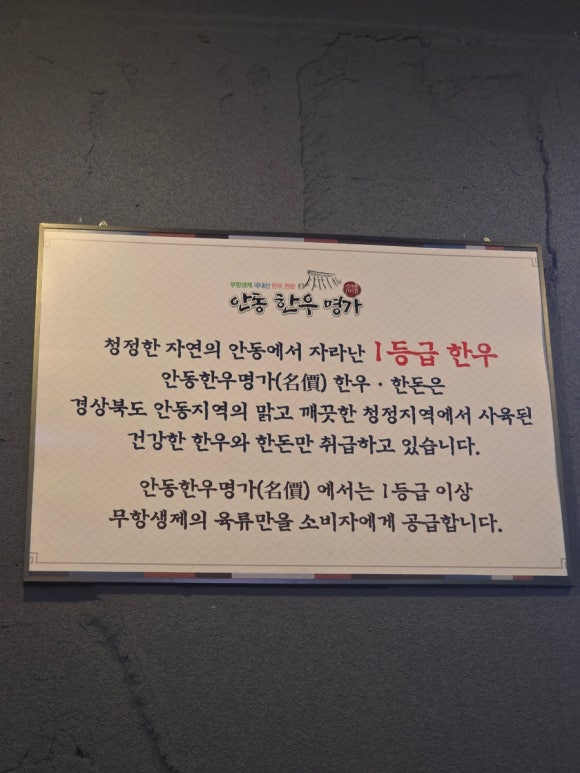 무항생제 국내산 한우, 한돈
안동 한우 명가
청정한 자연의 안동에서 자라난 1등급 한우
안동한우명가(名價) 한우 · 한돈은
경상북도 안동지역의 맑고 깨끗한 청정지역에서 사육된
건강한 한우와 한돈만 취급하고 있습니다.
안동한우명가(名價) 에서는 1등급 이상
무항생제의 육류만을 소비자에게 공급합니다.